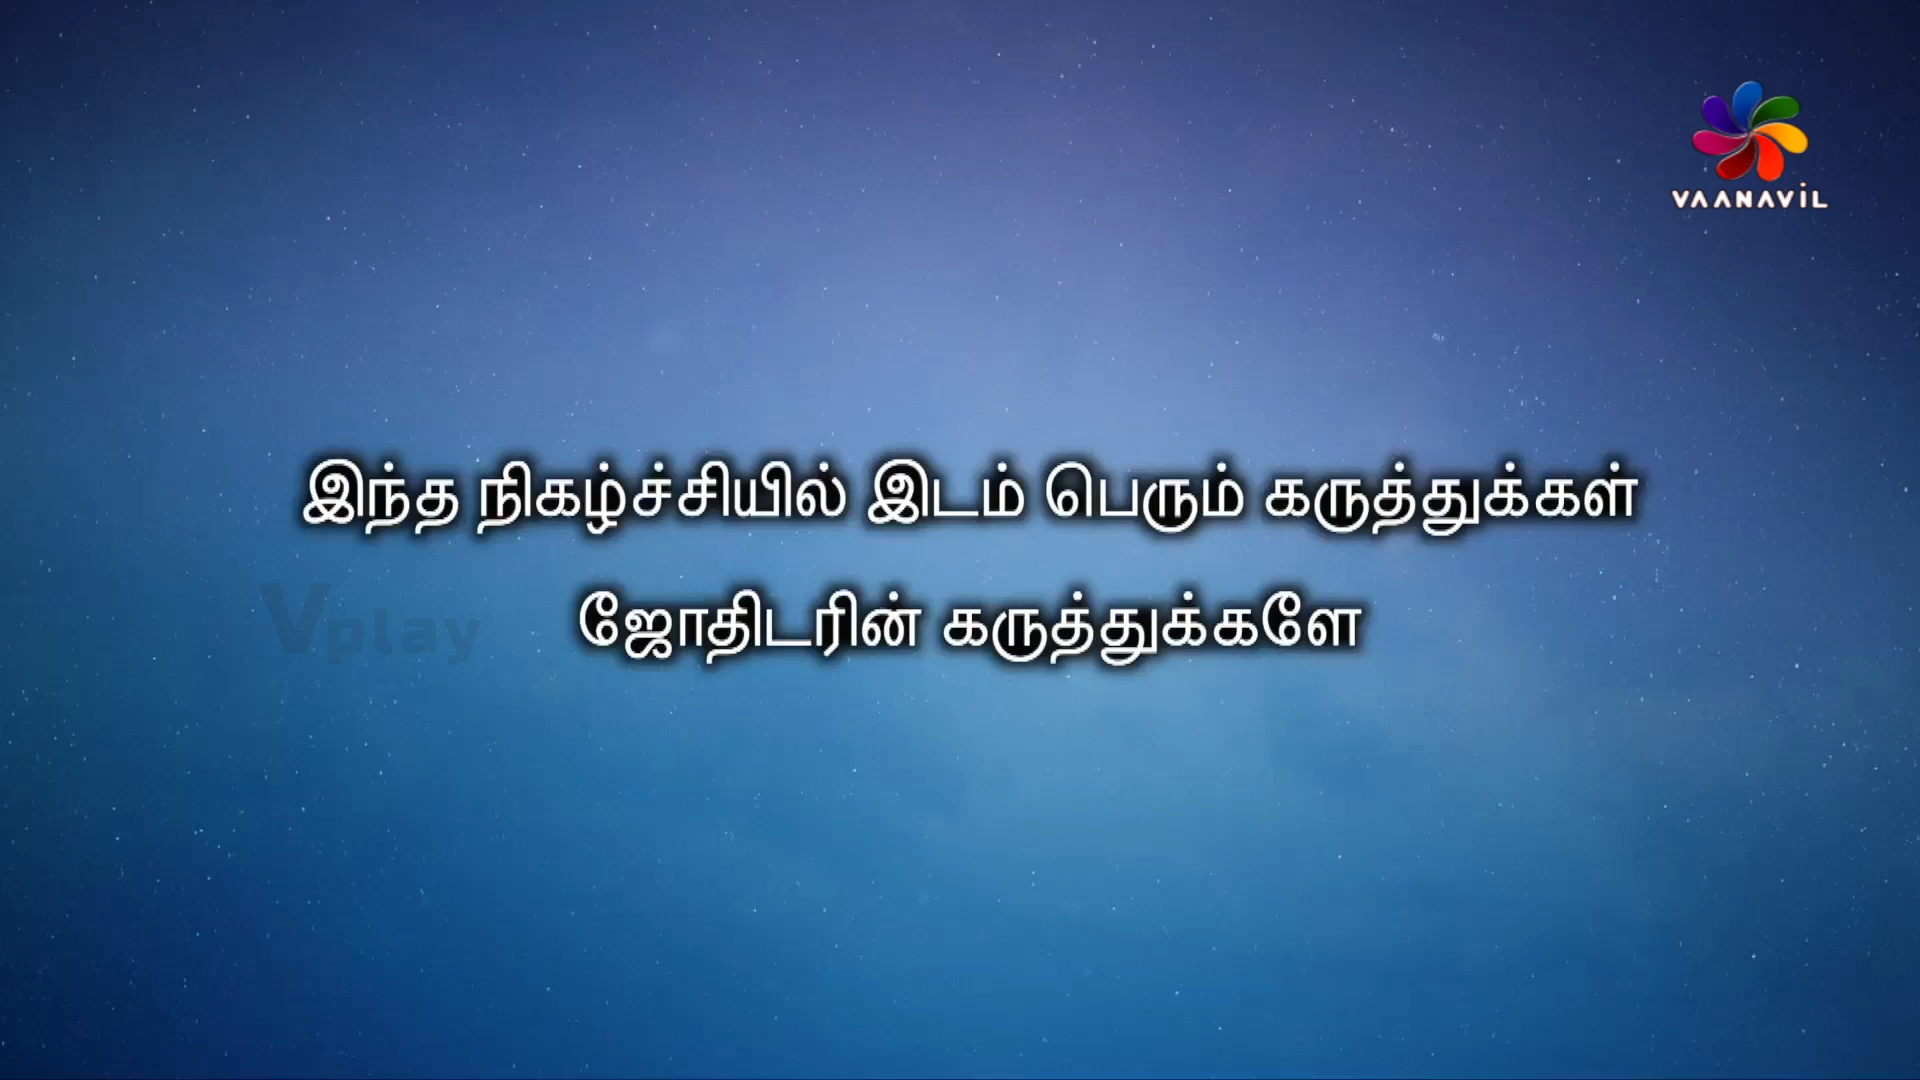 VAANAVIL
இந்த நிகழ்ச்சியில் இடம் பெரும் கருத்துக்கள்
Vplay
ஜோதிடரின் கருத்துக்களே